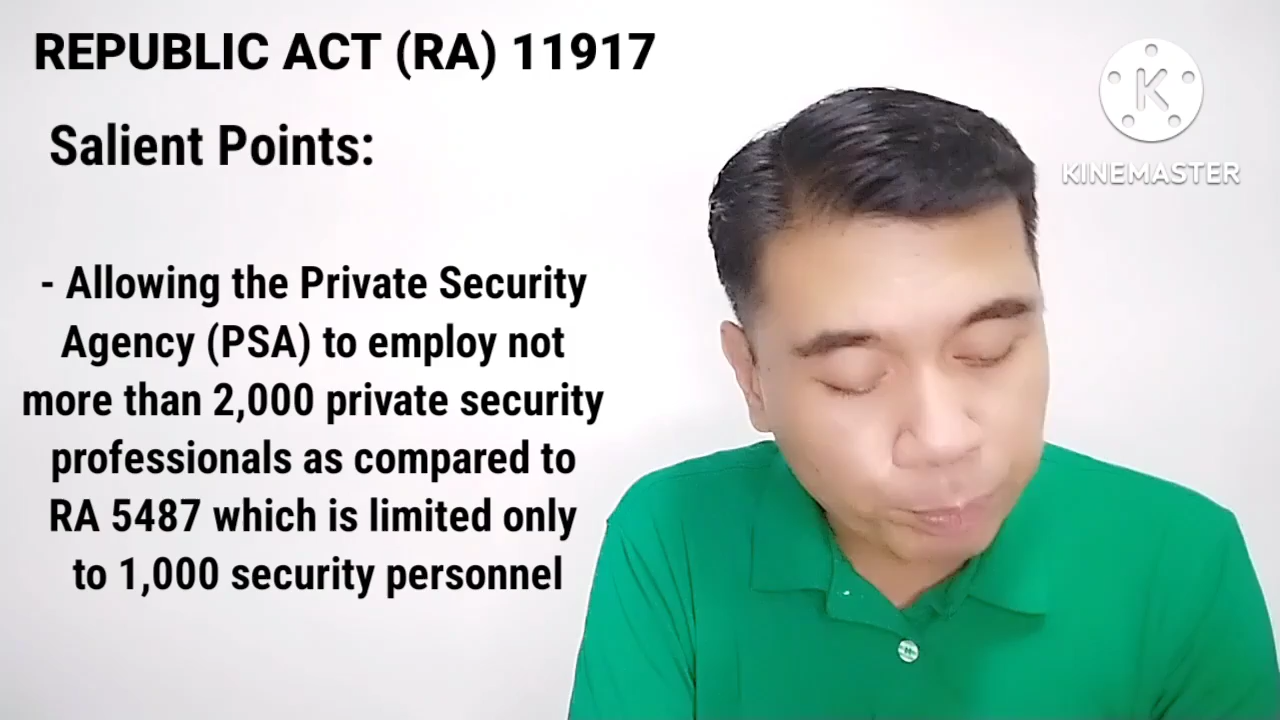 REPUBLIC ACT (RA) 11917
Salient Points:
- Allowing the Private Security
Agency (PSA) to employ not
more than 2,000 private security
professionals as compared to
RA 5487 which is limited only
to 1,000 security personnel
K
KINEMASTER